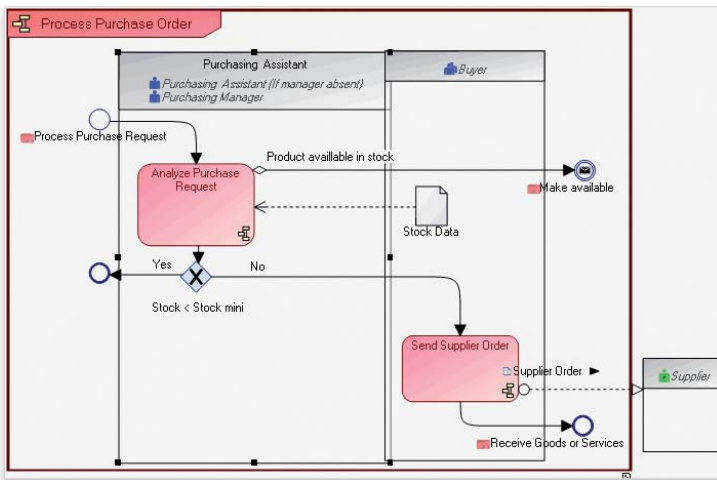 Process Purchase Order
Purchasing Assistant
Purchasing Assistant (If manager absent)
Purchasing Manager
Buyer
Process Purchase Request
Product availlable in stock
Analyze Purchase
Request
Make available
Stock Data
Yes
No
Stock < Stock mini
Send Supplier Order
Supplier Order
Supplier
Receive Goods or Services